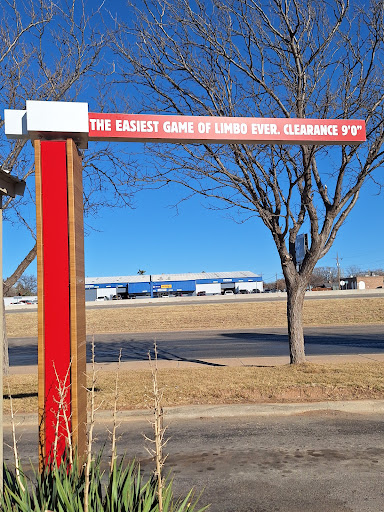 THE EASIEST GAME OF LIMBO EVER. CLEARANCE 9'0"